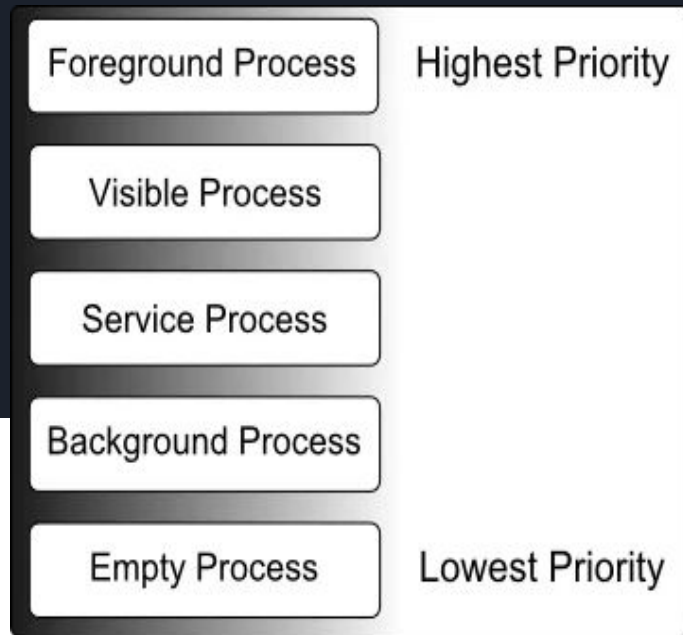 Foreground Process Highest Priority
Visible Process
Service Process
Background Process
Empty Process Lowest Priority